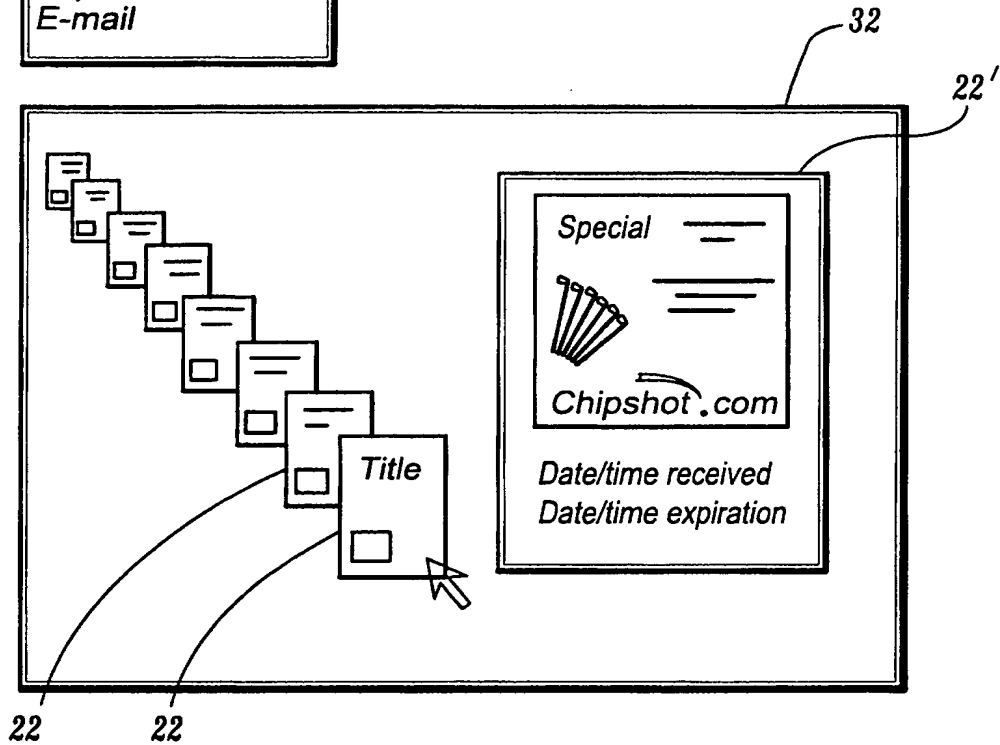 E-mail
32
22'
Special
Chipshot.com
Title
Date/time received
Date/time expiration
22
22